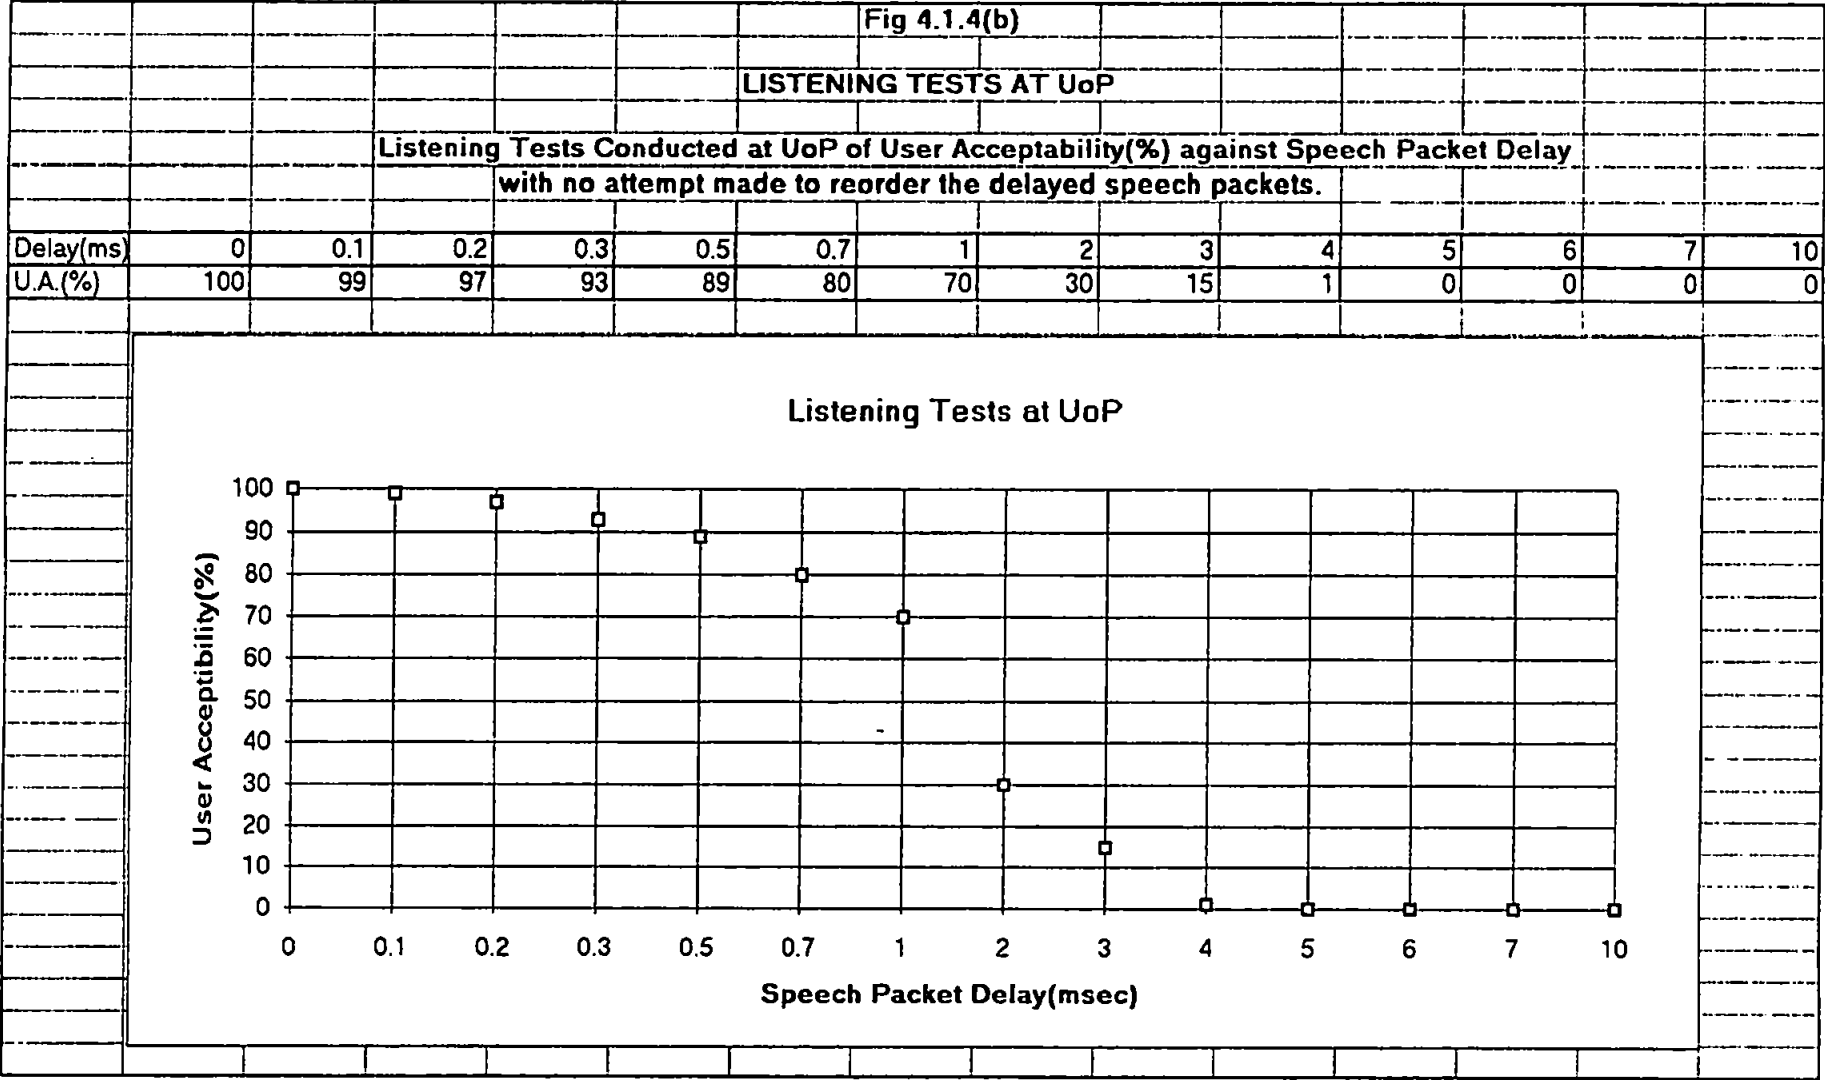 Fig 4.1.4(b)
LISTENING TESTS AT UoP
Listening Tests Conducted at UoP of User Acceptability(%) against Speech Packet Delay
with no attempt made to reorder the delayed speech packets.
Delay(ms) 0 0.1 0.2 0.3 0.5 0.7 1 2 3 4 5 6 7 10
U.A.(%) 100 99 97 93 89 80 70 30 15 1 0 0 0 0
Listening Tests at UoP
User Acceptibility(%)
100
90
80
70
60
50
40
30
20
10
0
0 0.1 0.2 0.3 0.5 0.7 1 2 3 4 5 6 7 10
Speech Packet Delay(msec)